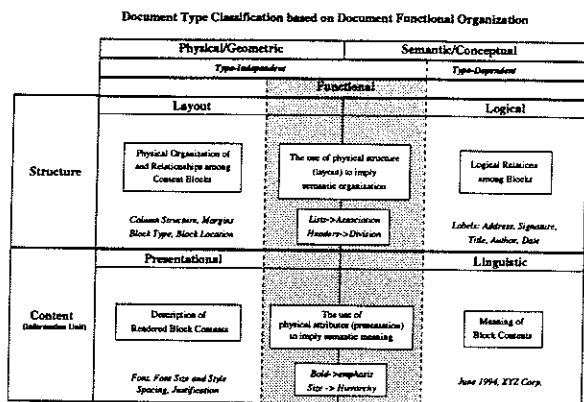 Document Type Classification based on Document Functional Organization
Physical/Geometric
Semantic/Conceptual
Type-Independent
Type-Dependent
Functional
Layout
Logical
Structure
Physical Organization of
and Relationships among
Content Blocks
The use of physical structure
(layout) to imply
semantic organization
Logical Relations
among Blocks
Column Structure, Margins
Block Type, Block Location
Lists->Association
Headers->Division
Labels: Address, Signature,
Title, Author, Date
Presentational
Linguistic
Content
(Information Unit)
Description of
Rendered Block Contents
The use of
physical attributes (presentation)
to imply semantic meaning
Meaning of
Block Contents
Font, Font Size and Style
Spacing, Justification
Bold->emphasis
Size -> Hierarchy
June 1994, XYZ Corp.